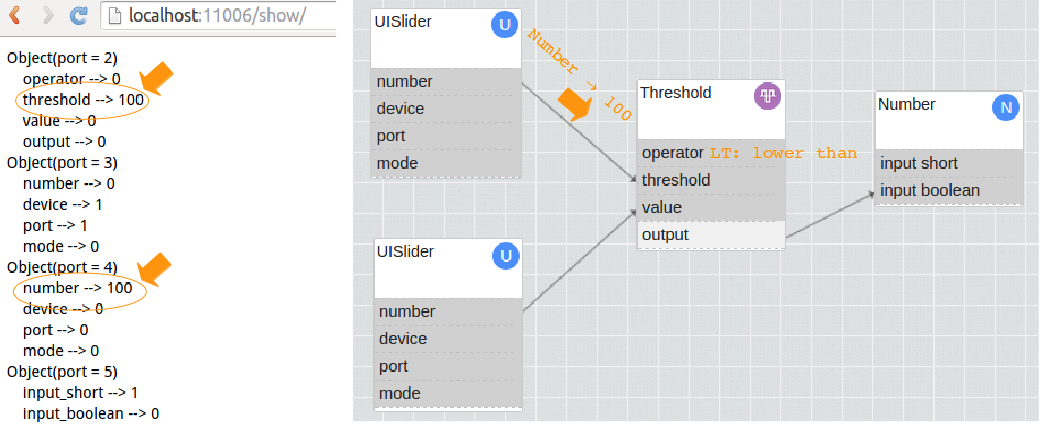 localhost:11006/show/
Object(port = 2)
operator --> 0
threshold --> 100
value --> 0
output --> 0
Object(port = 3)
number --> 0
device --> 1
port --> 1
mode --> 0
Object(port = 4)
number --> 100
device --> 0
port --> 0
mode --> 0
Object(port = 5)
input_short --> 1
input_boolean --> 0
UISlider
U
number
device
port
mode
Number → 100
UISlider
U
number
device
port
mode
Threshold
operator LT: lower than
threshold
value
output
Number
N
input short
input boolean